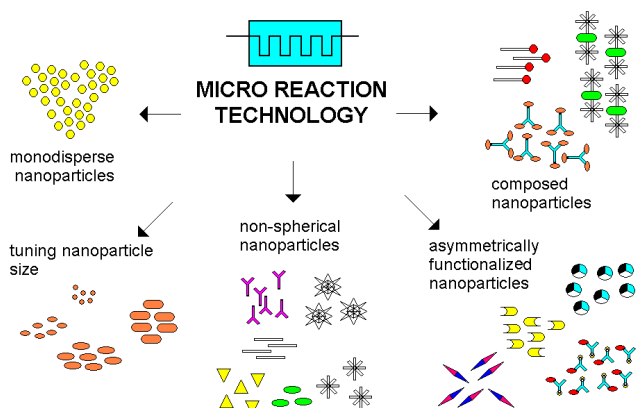 MICRO REACTION
TECHNOLOGY
monodisperse
nanoparticles
composed
nanoparticles
tuning nanoparticle
size
non-spherical
nanoparticles
asymmetrically
functionalized
nanoparticles